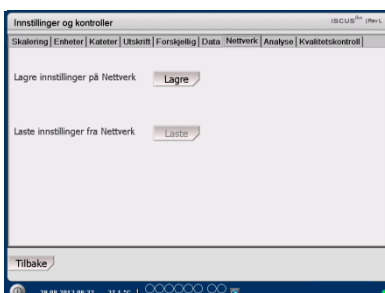 Innstillinger og kontroller
ISCUSflex (Rev.L
Skalering Enheter Kateter Utskrift Forskjellig Data Nettverk Analyse Kvalitetskontroll
Lagre innstillinger på Nettverk Lagre
Laste innstillinger fra Nettverk Laste
Tilbake